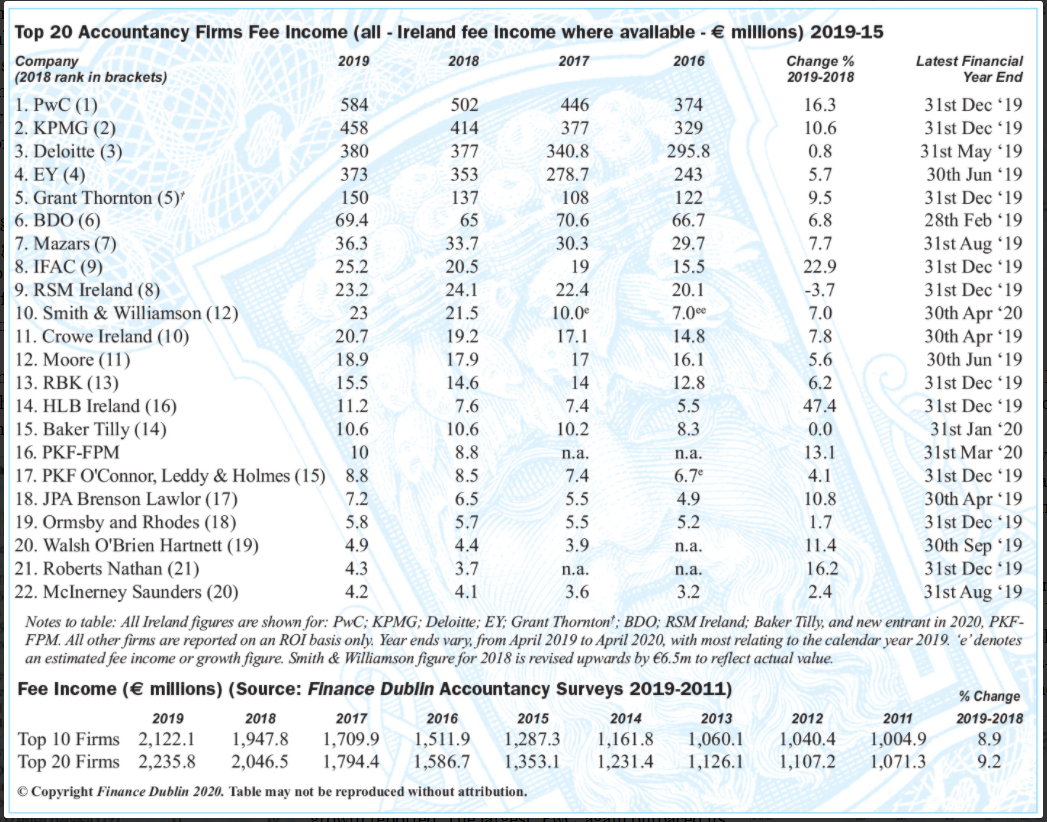 Top 20 Accountancy Firms Fee Income (all - Ireland fee income where available - € millions) 2019-15
Company (2018 rank in brackets) 2019 2018 2017 2016 Change % 2019-2018 Latest Financial Year End
1. PwC (1) 584 502 446 374 16.3 31st Dec ‘19
2. KPMG (2) 458 414 377 329 10.6 31st Dec ‘19
3. Deloitte (3) 380 377 340.8 295.8 0.8 31st May ‘19
4. EY (4) 373 353 278.7 243 5.7 30th Jun ‘19
5. Grant Thornton (5)† 150 137 108 122 9.5 31st Dec ‘19
6. BDO (6) 69.4 65 70.6 66.7 6.8 28th Feb ‘19
7. Mazars (7) 36.3 33.7 30.3 29.7 7.7 31st Aug ‘19
8. IFAC (9) 25.2 20.5 19 15.5 22.9 31st Dec ‘19
9. RSM Ireland (8) 23.2 24.1 22.4 20.1 -3.7 31st Dec ‘19
10. Smith & Williamson (12) 23 21.5 10.0e 7.0ee 7.0 30th Apr ‘20
11. Crowe Ireland (10) 20.7 19.2 17.1 14.8 7.8 30th Apr ‘19
12. Moore (11) 18.9 17.9 17 16.1 5.6 30th Jun ‘19
13. RBK (13) 15.5 14.6 14 12.8 6.2 31st Dec ‘19
14. HLB Ireland (16) 11.2 7.6 7.4 5.5 47.4 31st Dec ‘19
15. Baker Tilly (14) 10.6 10.6 10.2 8.3 0.0 31st Jan ‘20
16. PKF-FPM 10 8.8 n.a. n.a. 13.1 31st Mar ‘20
17. PKF O'Connor, Leddy & Holmes (15) 8.8 8.5 7.4 6.7e 4.1 31st Dec ‘19
18. JPA Brenson Lawlor (17) 7.2 6.5 5.5 4.9 10.8 30th Apr ‘19
19. Ormsby and Rhodes (18) 5.8 5.7 5.5 5.2 1.7 31st Dec ‘19
20. Walsh O'Brien Hartnett (19) 4.9 4.4 3.9 n.a. 11.4 30th Sep ‘19
21. Roberts Nathan (21) 4.3 3.7 n.a. n.a. 16.2 31st Dec ‘19
22. McInerney Saunders (20) 4.2 4.1 3.6 3.2 2.4 31st Aug ‘19
Notes to table: All Ireland figures are shown for: PwC; KPMG; Deloitte; EY; Grant Thornton†; BDO; RSM Ireland; Baker Tilly, and new entrant in 2020, PKF-
FPM. All other firms are reported on an ROI basis only. Year ends vary, from April 2019 to April 2020, with most relating to the calendar year 2019. ‘e’ denotes
an estimated fee income or growth figure. Smith & Williamson figure for 2018 is revised upwards by €6.5m to reflect actual value.
Fee Income (€ millions) (Source: Finance Dublin Accountancy Surveys 2019-2011)
2019 2018 2017 2016 2015 2014 2013 2012 2011 % Change 2019-2018
Top 10 Firms 2,122.1 1,947.8 1,709.9 1,511.9 1,287.3 1,161.8 1,060.1 1,040.4 1,004.9 8.9
Top 20 Firms 2,235.8 2,046.5 1,794.4 1,586.7 1,353.1 1,231.4 1,126.1 1,107.2 1,071.3 9.2
© Copyright Finance Dublin 2020. Table may not be reproduced without attribution.